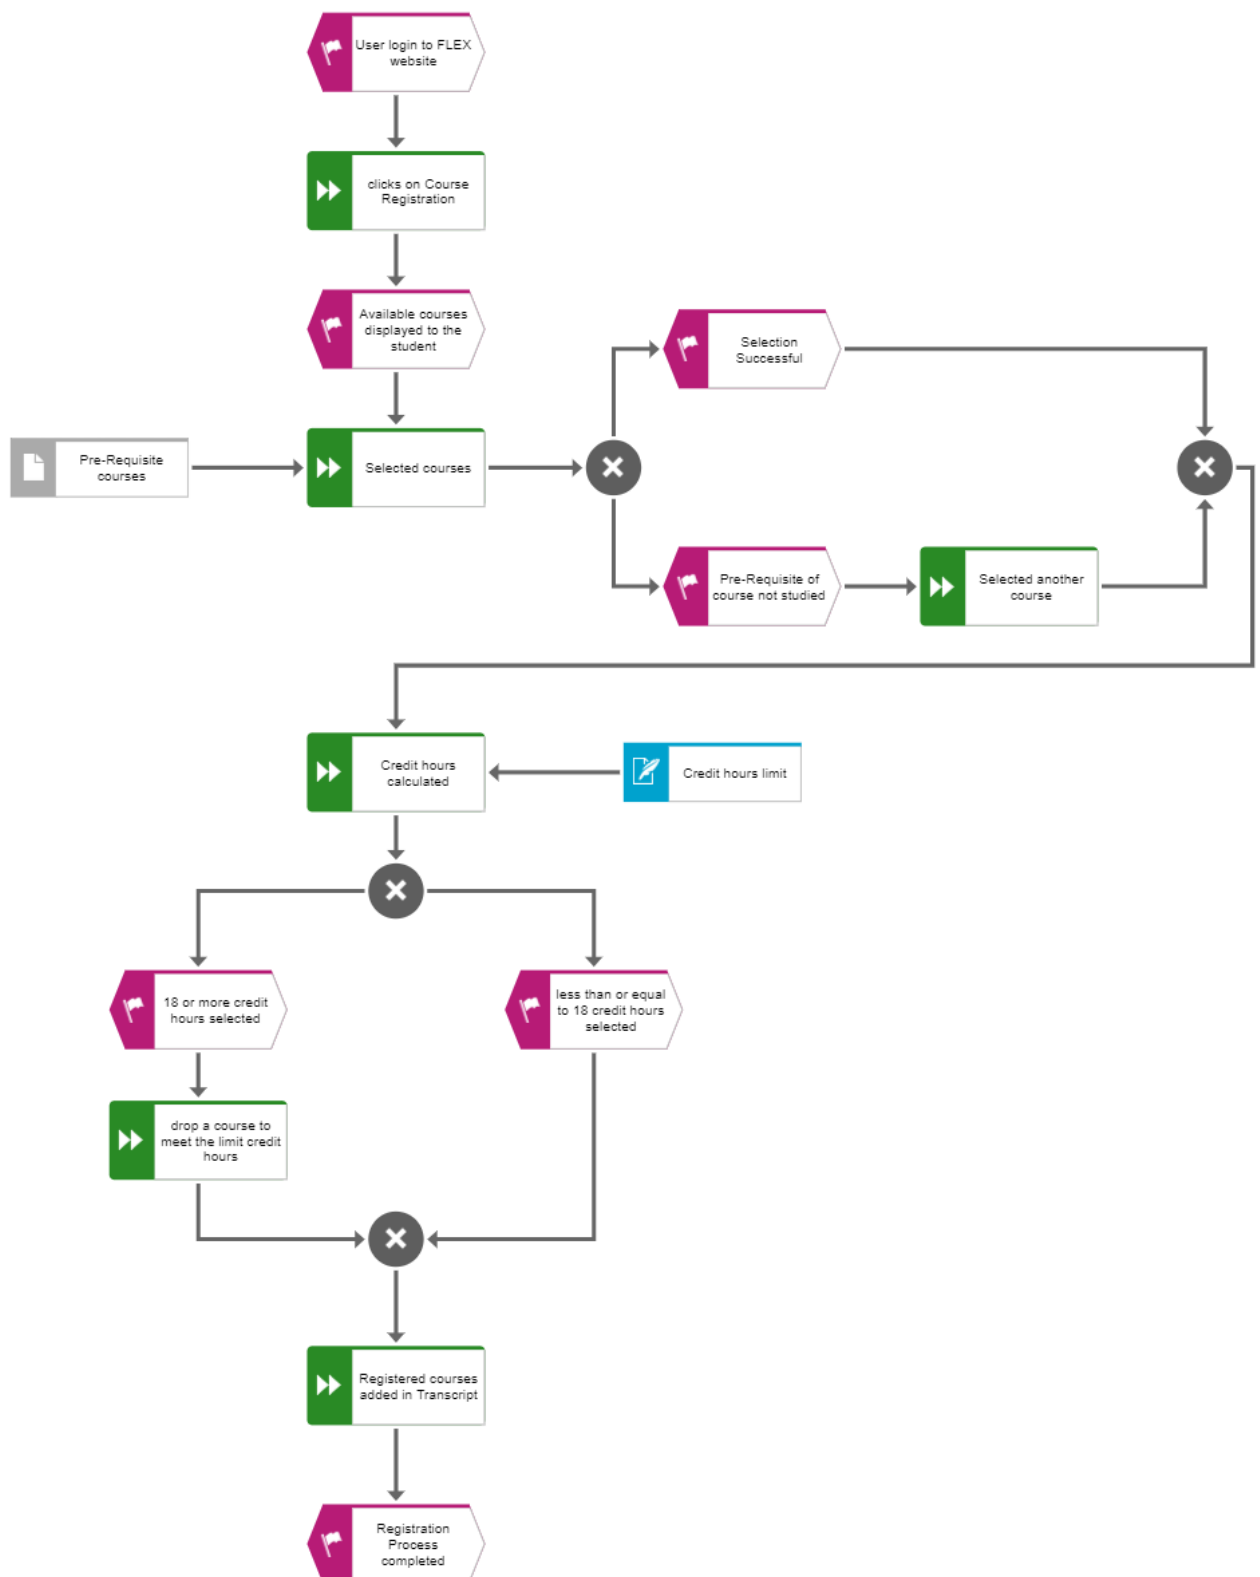 User login to FLEX
website
clicks on Course
Registration
Available courses
displayed to the
student
Selection
Successful
Pre-Requisite
courses
Selected courses
Pre-Requisite of
course not studied
Selected another
course
Credit hours
calculated
Credit hours limit
18 or more credit
hours selected
less than or equal
to 18 credit hours
selected
drop a course to
meet the limit credit
hours
Registered courses
added in Transcript
Registration
Process
completed